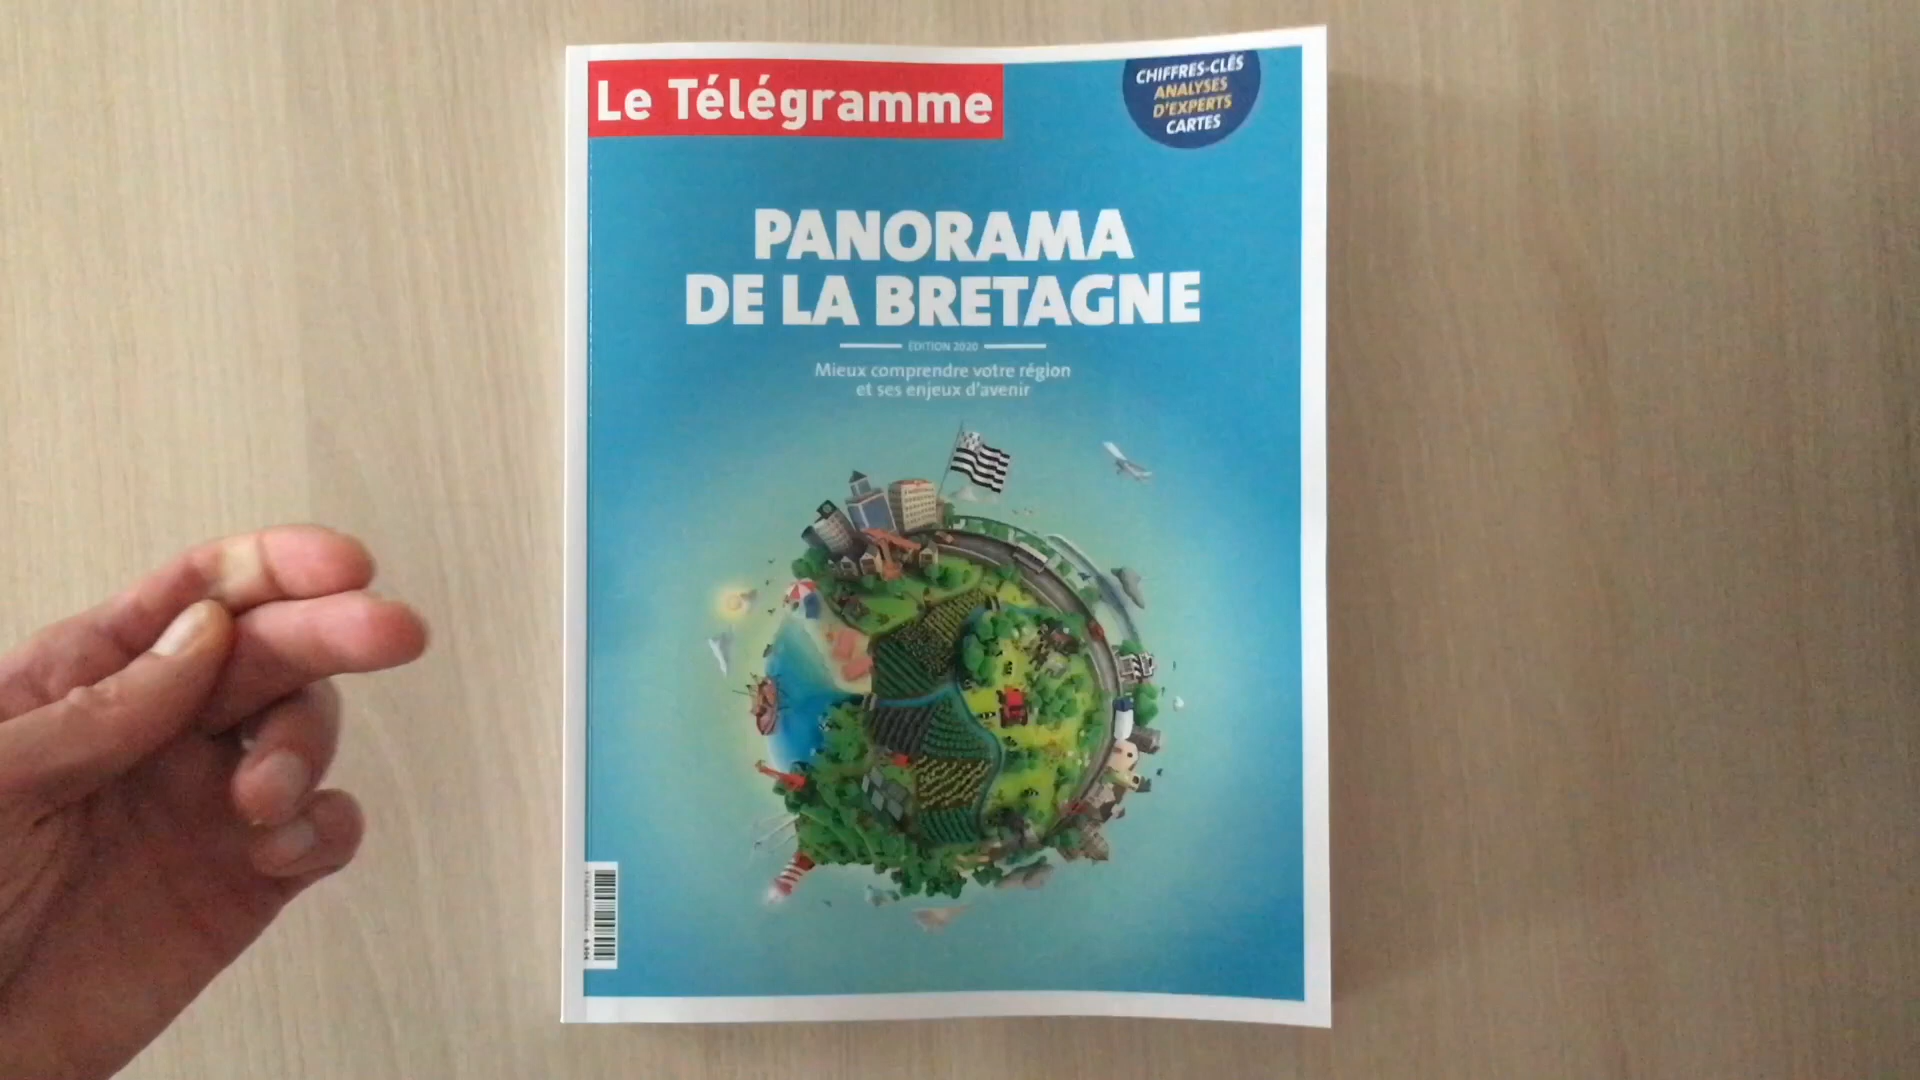 Le Télégramme
CHIFFRES-CLÉS
ANALYSES
D'EXPERTS
CARTES
PANORAMA
DE LA BRETAGNE
ÉDITION 2020
Mieux comprendre votre région
et ses enjeux d'avenir